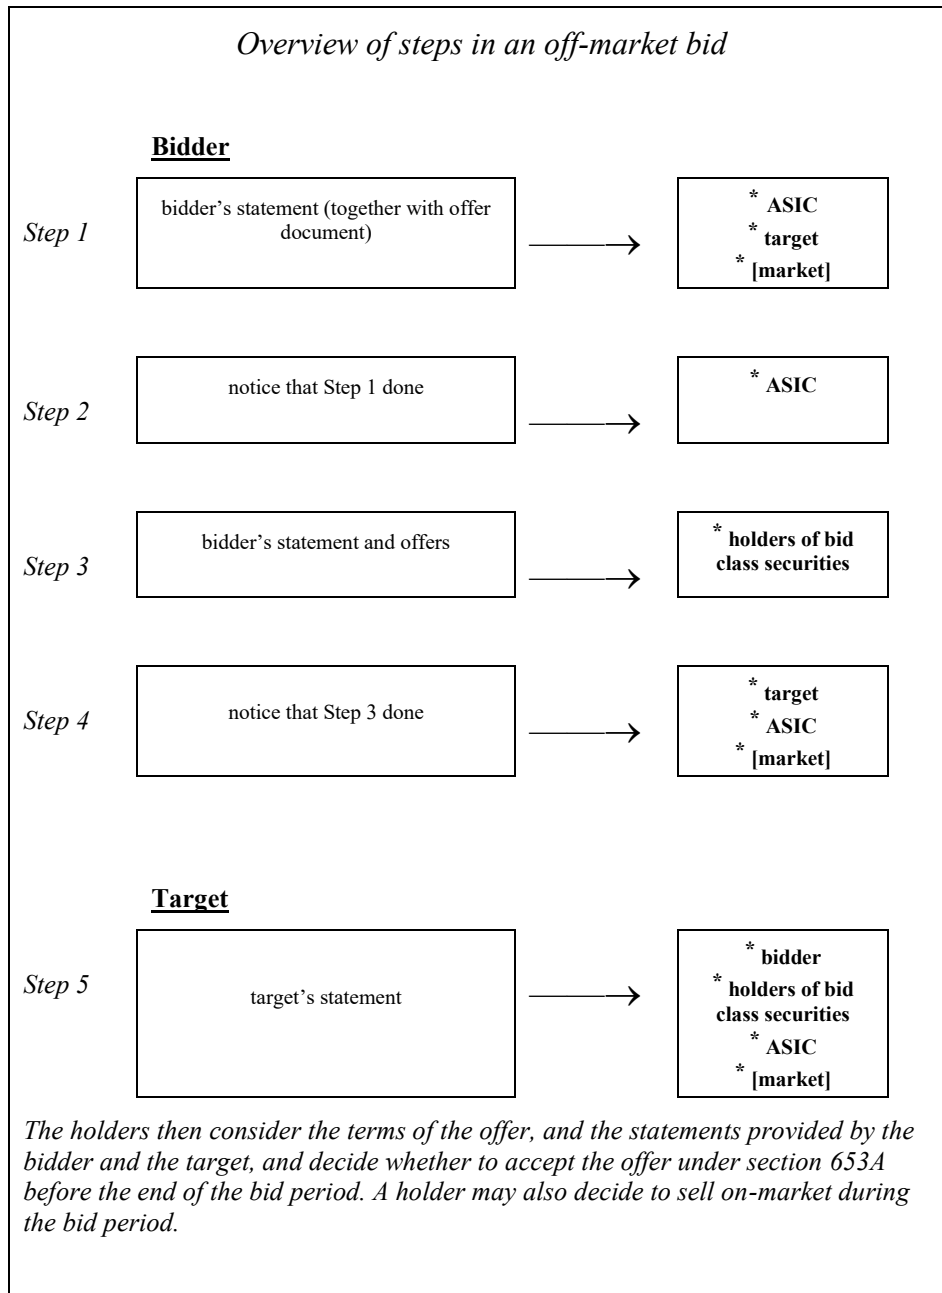 Overview of steps in an off-market bid
Bidder
Step 1
bidder’s statement (together with offer
document)
* ASIC
* target
* [market]
Step 2
notice that Step 1 done
* ASIC
Step 3
bidder’s statement and offers
* holders of bid
class securities
Step 4
notice that Step 3 done
* target
* ASIC
* [market]
Target
Step 5
target’s statement
* bidder
* holders of bid
class securities
* ASIC
* [market]
The holders then consider the terms of the offer, and the statements provided by the
bidder and the target, and decide whether to accept the offer under section 653A
before the end of the bid period. A holder may also decide to sell on-market during
the bid period.